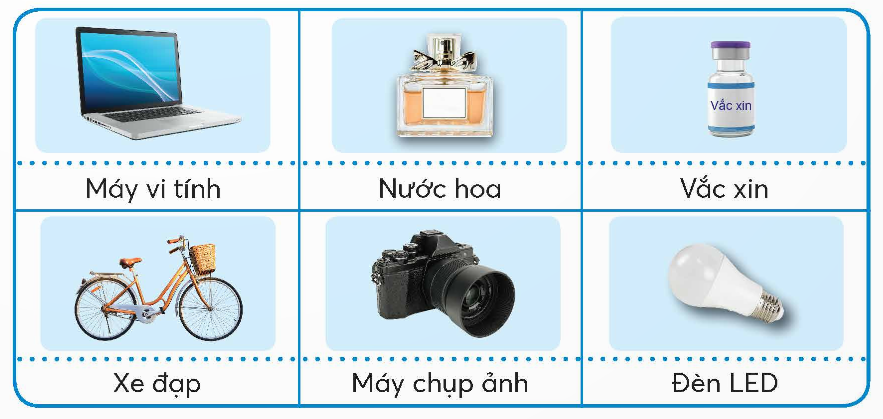 Vắc xin
Máy vi tính
Nước hoa
Vắc xin
Xe đạp
Máy chụp ảnh
Đèn LED